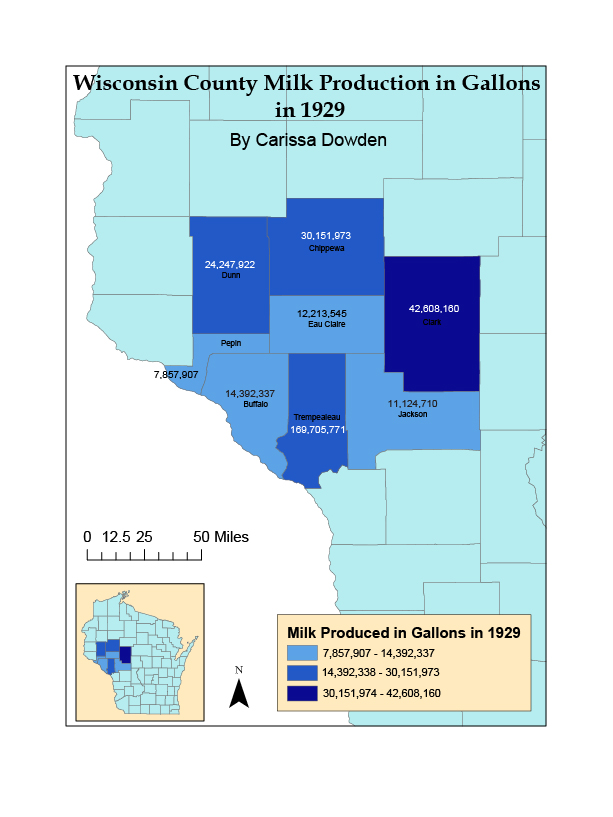 Wisconsin County Milk Production in Gallons
in 1929
By Carissa Dowden
30,151,973
Chippewa
24,247,922
Dunn
42,608,160
Clark
12,213,545
Eau Claire
Pepin
7,857,907
14,392,337
Buffalo
11,124,710
Jackson
Trempealeau
169,705,771
0 12.5 25 50 Miles
N
Milk Produced in Gallons in 1929
7,857,907 - 14,392,337
14,392,338 - 30,151,973
30,151,974 - 42,608,160